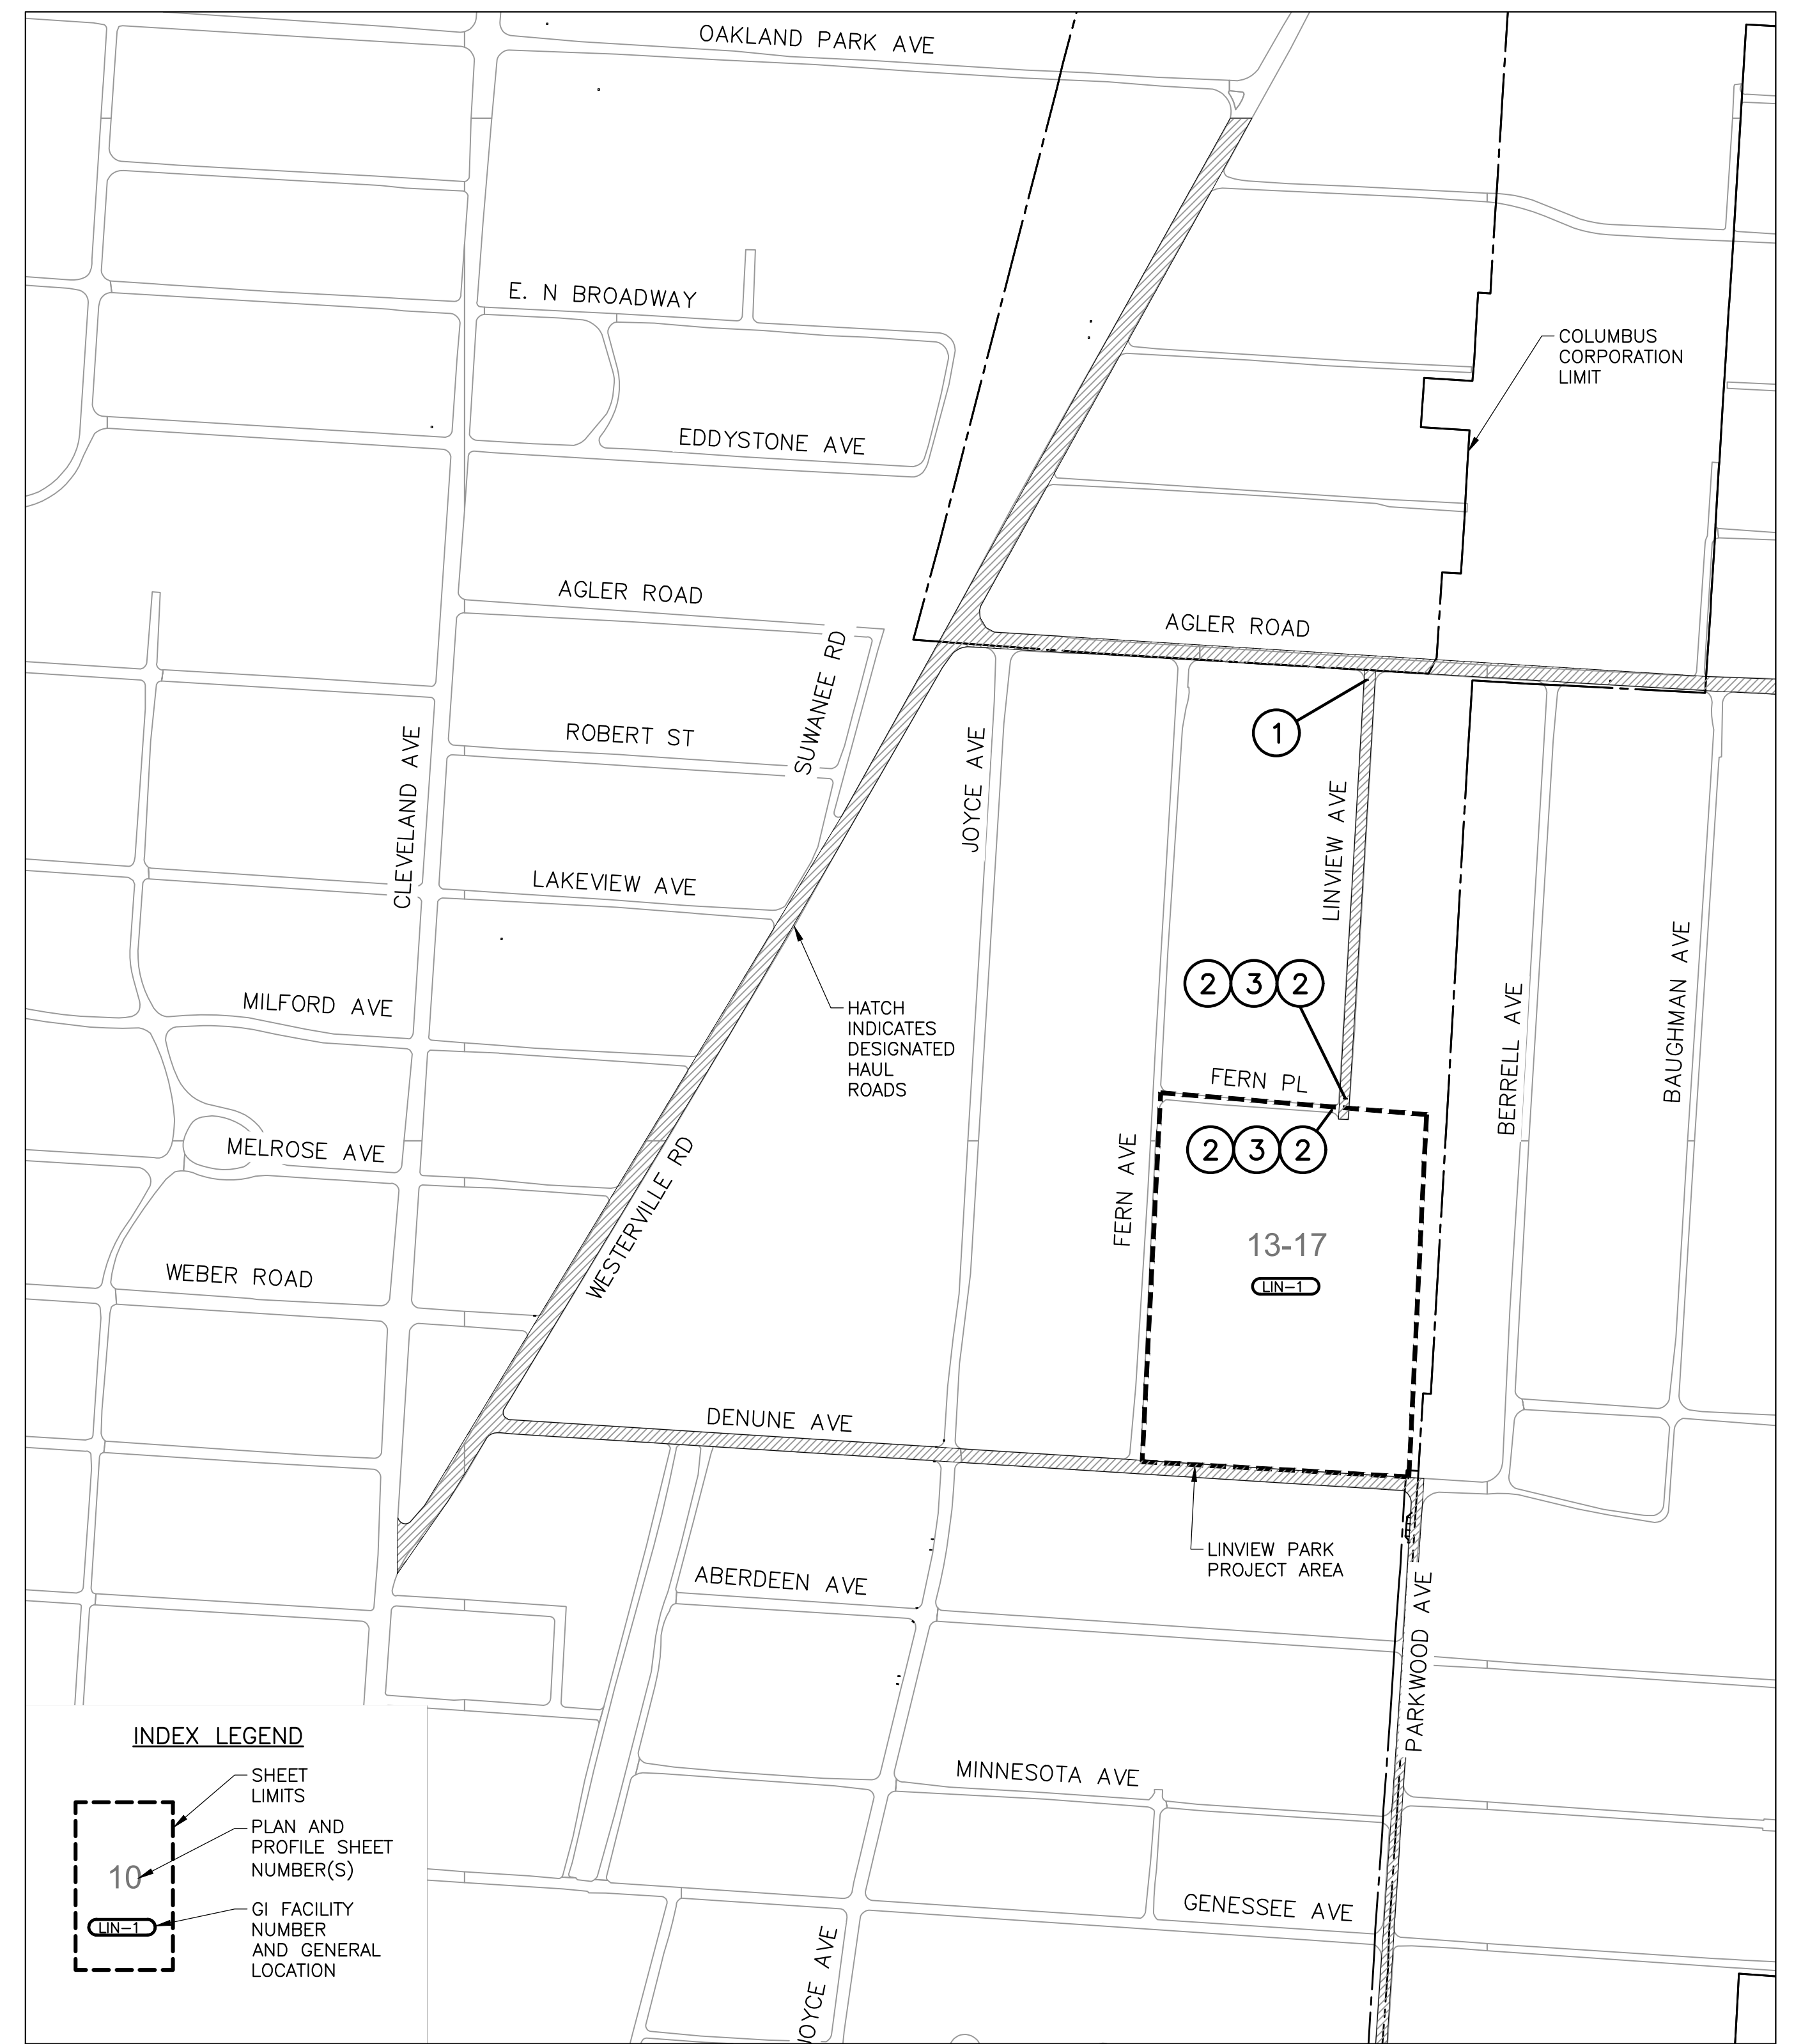 OAKLAND PARK AVE
E. N BROADWAY
COLUMBUS
CORPORATION
LIMIT
EDDYSTONE AVE
AGLER ROAD
AGLER ROAD
SUWANEE RD
1
ROBERT ST
CLEVELAND AVE
JOYCE AVE
LINVIEW AVE
LAKEVIEW AVE
BAUGHMAN AVE
2 3 2
BERRELL AVE
MILFORD AVE
HATCH
INDICATES
DESIGNATED
HAUL
ROADS
FERN PL
MELROSE AVE
2 3 2
FERN AVE
WESTERVILLE RD
13-17
LIN-1
WEBER ROAD
DENUNE AVE
LINVIEW PARK
PROJECT AREA
ABERDEEN AVE
PARKWOOD AVE
MINNESOTA AVE
GENESSEE AVE
JOYCE AVE
INDEX LEGEND
SHEET
LIMITS
PLAN AND
PROFILE SHEET
NUMBER(S)
10
GI FACILITY
NUMBER
AND GENERAL
LOCATION
LIN-1